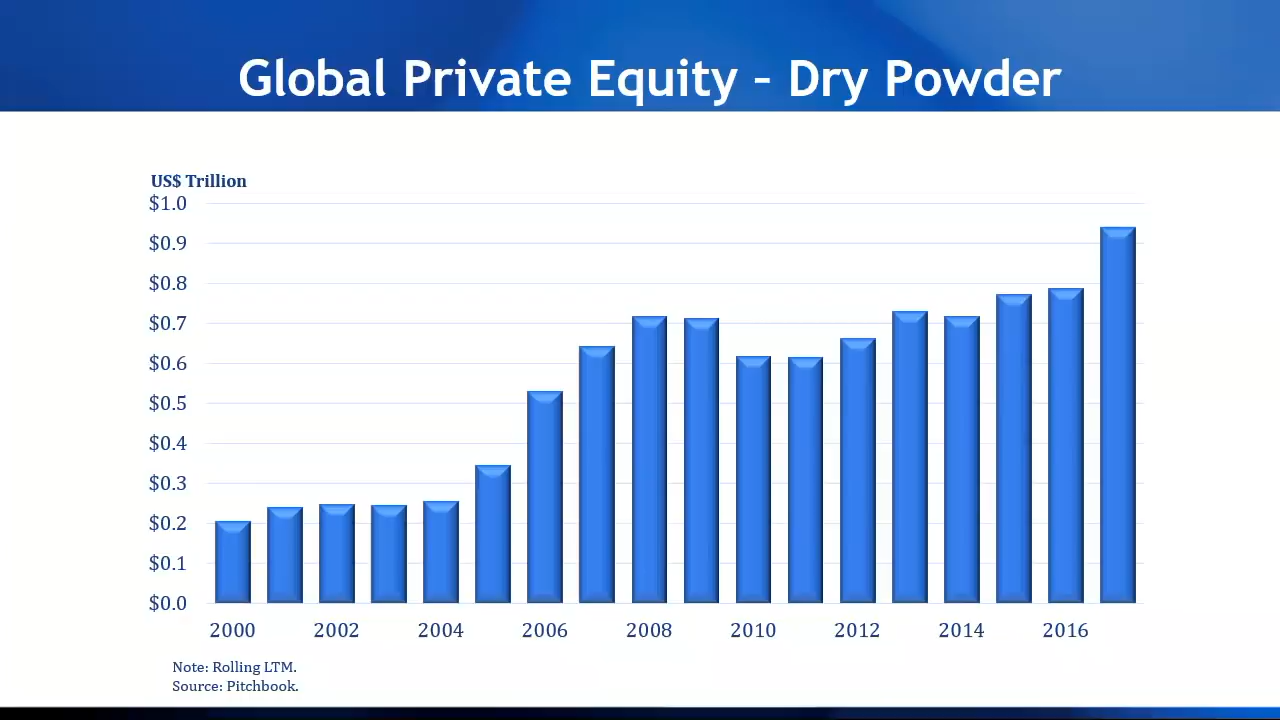 Global Private Equity – Dry Powder
US$ Trillion
$1.0
$0.9
$0.8
$0.7
$0.6
$0.5
$0.4
$0.3
$0.2
$0.1
$0.0
2000 2002 2004 2006 2008 2010 2012 2014 2016
Note: Rolling LTM.
Source: Pitchbook.